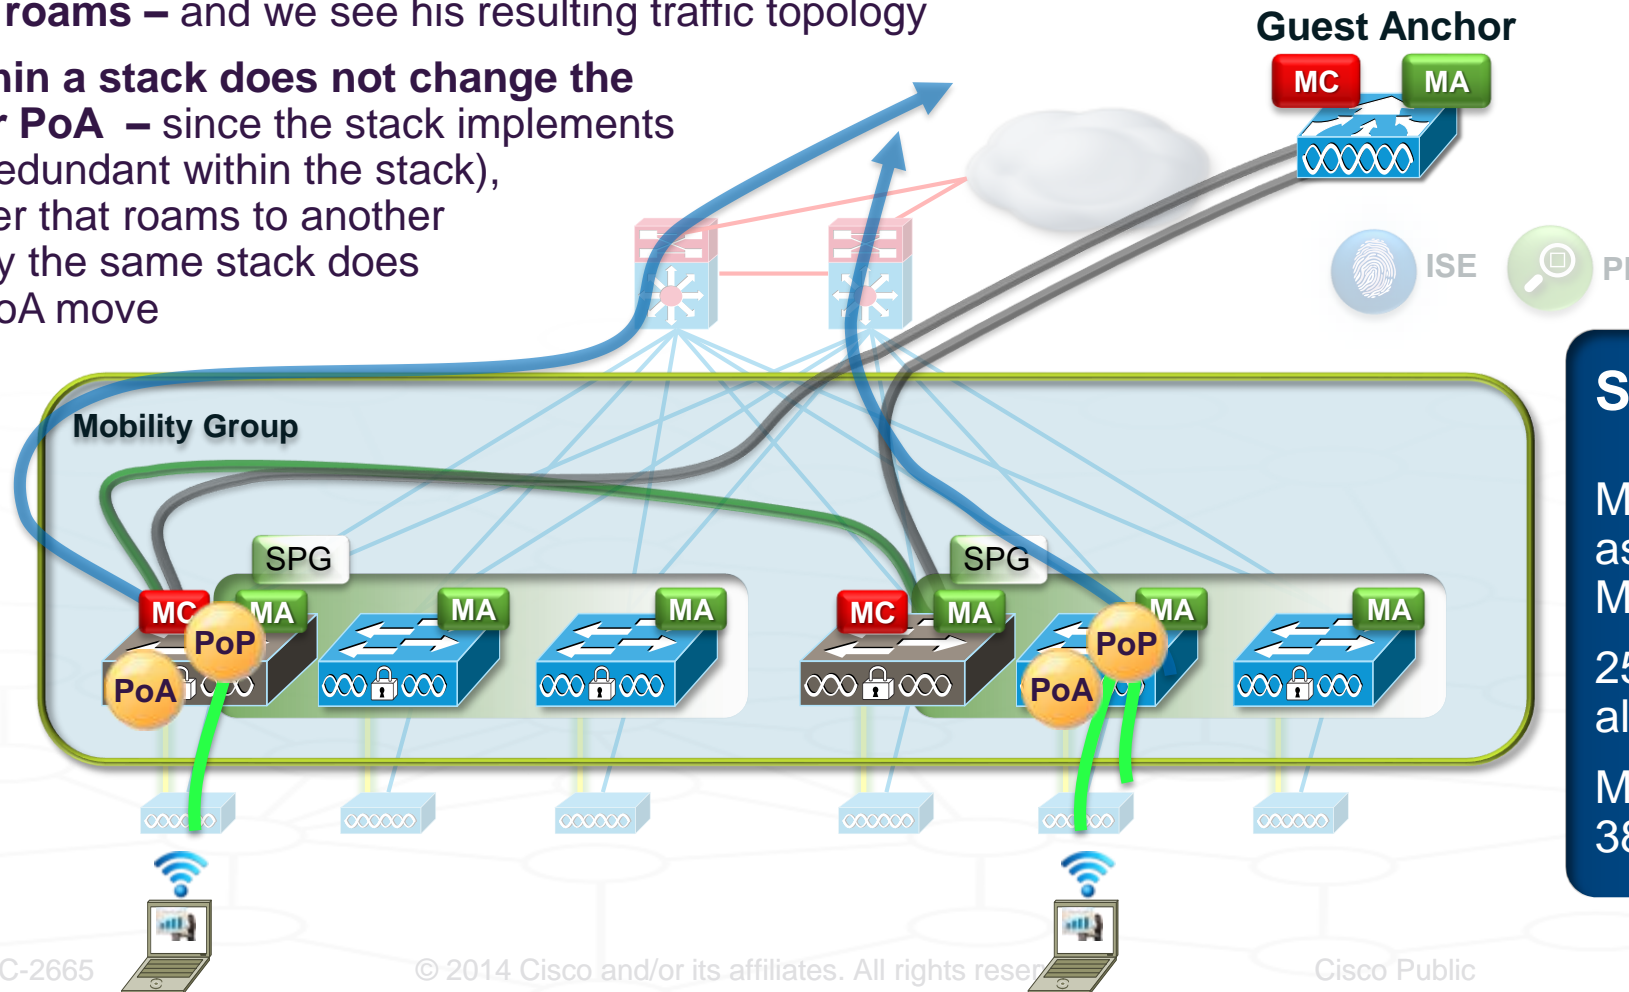 roams – and we see his resulting traffic topology
hin a stack does not change the
r PoA – since the stack implements
edundant within the stack),
er that roams to another
y the same stack does
oA move
Guest Anchor
MC MA
ISE
PI
Mobility Group
SPG
SPG
MC MA MA MA
MC MA MA MA
PoP
PoA
PoP
PoA
S
M
as
M
25
al
M
38
C-2665
© 2014 Cisco and/or its affiliates. All rights reser
Cisco Public